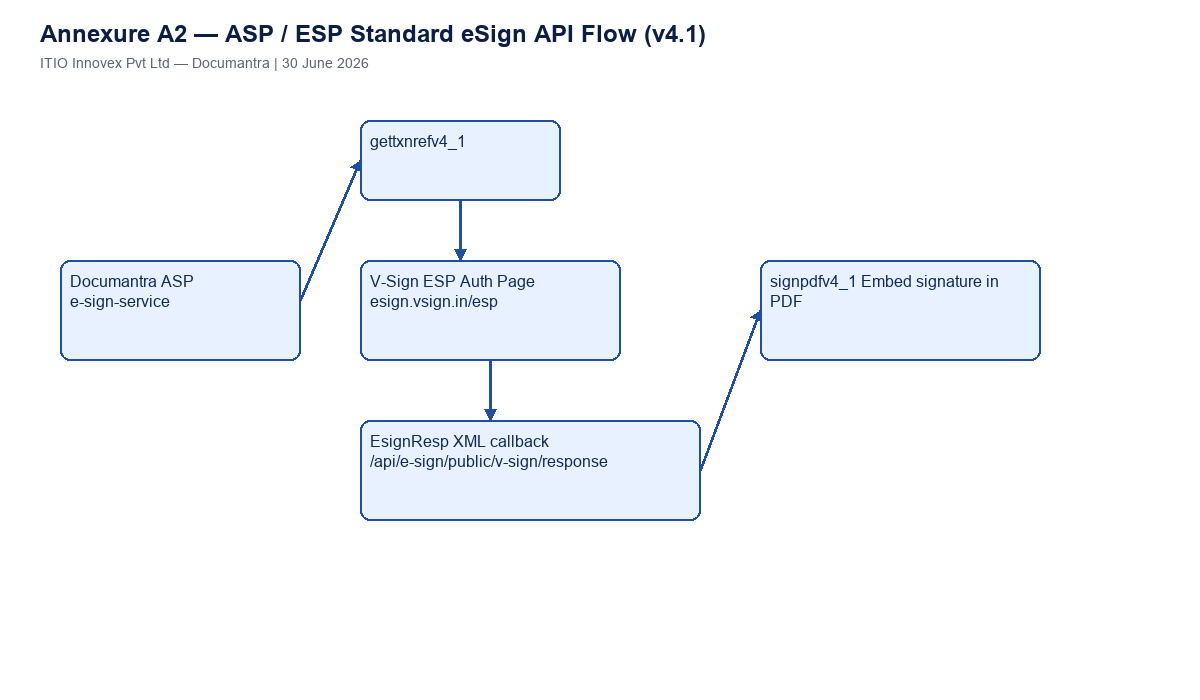 Annexure A2 — ASP / ESP Standard eSign API Flow (v4.1)
ITIO Innovex Pvt Ltd — Documantra | 30 June 2026
gettxnrefv4_1
Documantra ASP
e-sign-service
V-Sign ESP Auth Page
esign.vsign.in/esp
signpdfv4_1 Embed signature in
PDF
EsignResp XML callback
/api/e-sign/public/v-sign/response